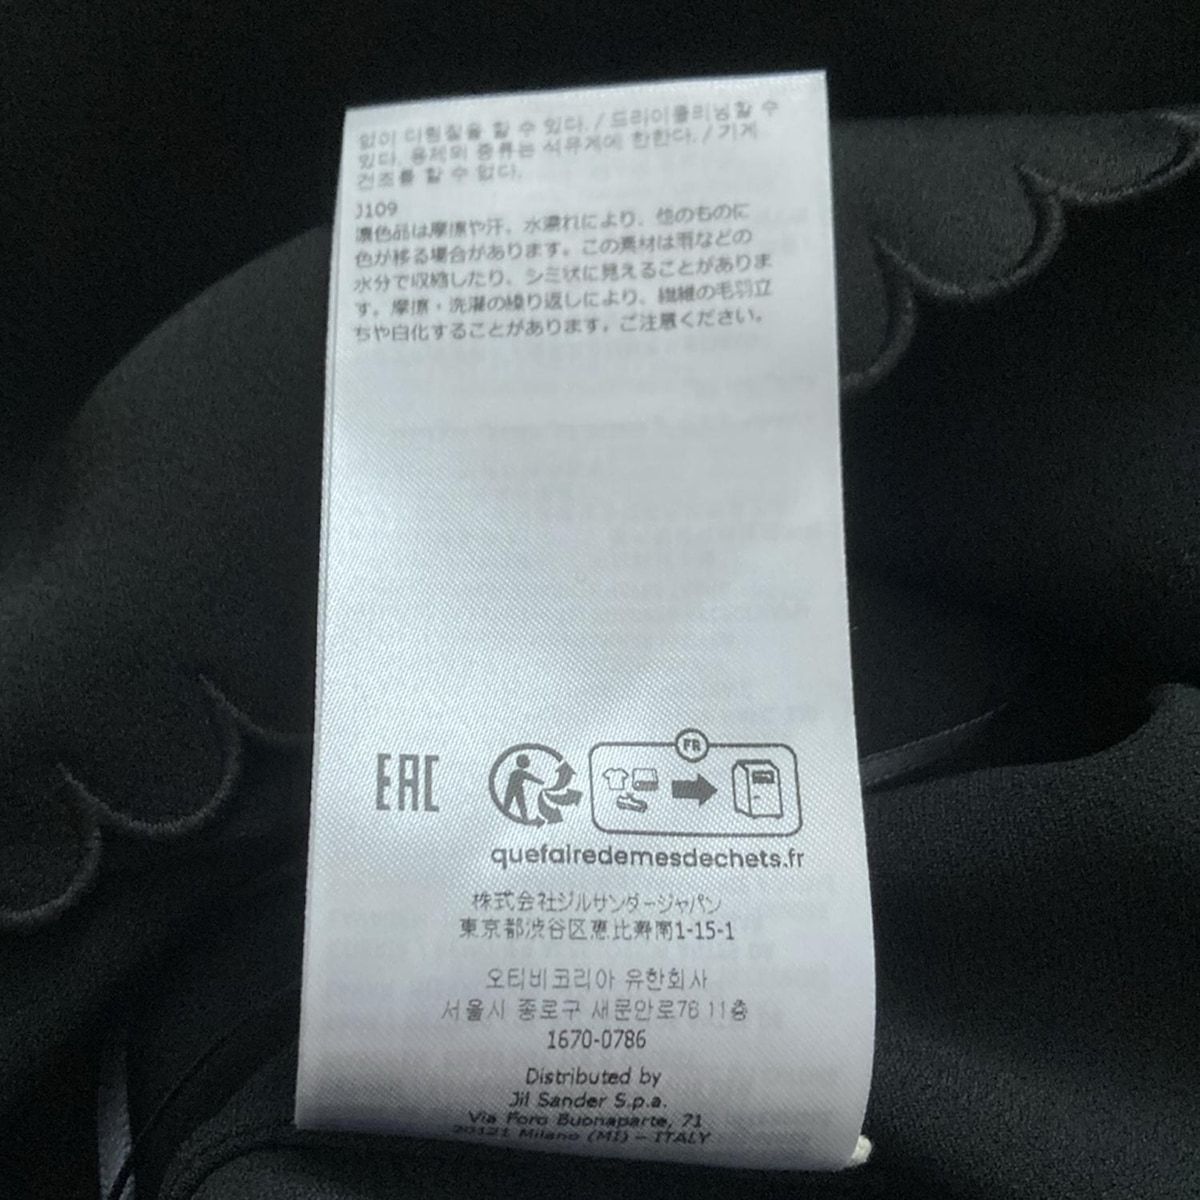 없이 다림질을 할 수 있다. / 드라이클리닝할 수
있다. 용제의 종류는 석유계에 한한다. / 기계
건조를 할 수 없다.
J109
濃色品は摩擦や汗、水濡れにより、他のものに
色が移る場合があります。この素材は雨などの
水分で収縮したり、シミ状に見えることがありま
す。摩擦・洗濯の繰り返しにより、繊維の毛羽立
ちや白化することがあります。ご注意ください。
EAC
FR
quefairedemesdechets.fr
株式会社ジルサンダージャパン
東京都渋谷区恵比寿南1-15-1
오티비코리아 유한회사
서울시 종로구 새문안로76 11층
1670-0786
Distributed by
Jil Sander S.p.a.
Via Foro Buonaparte, 71
20121 Milano (MI) - ITALY